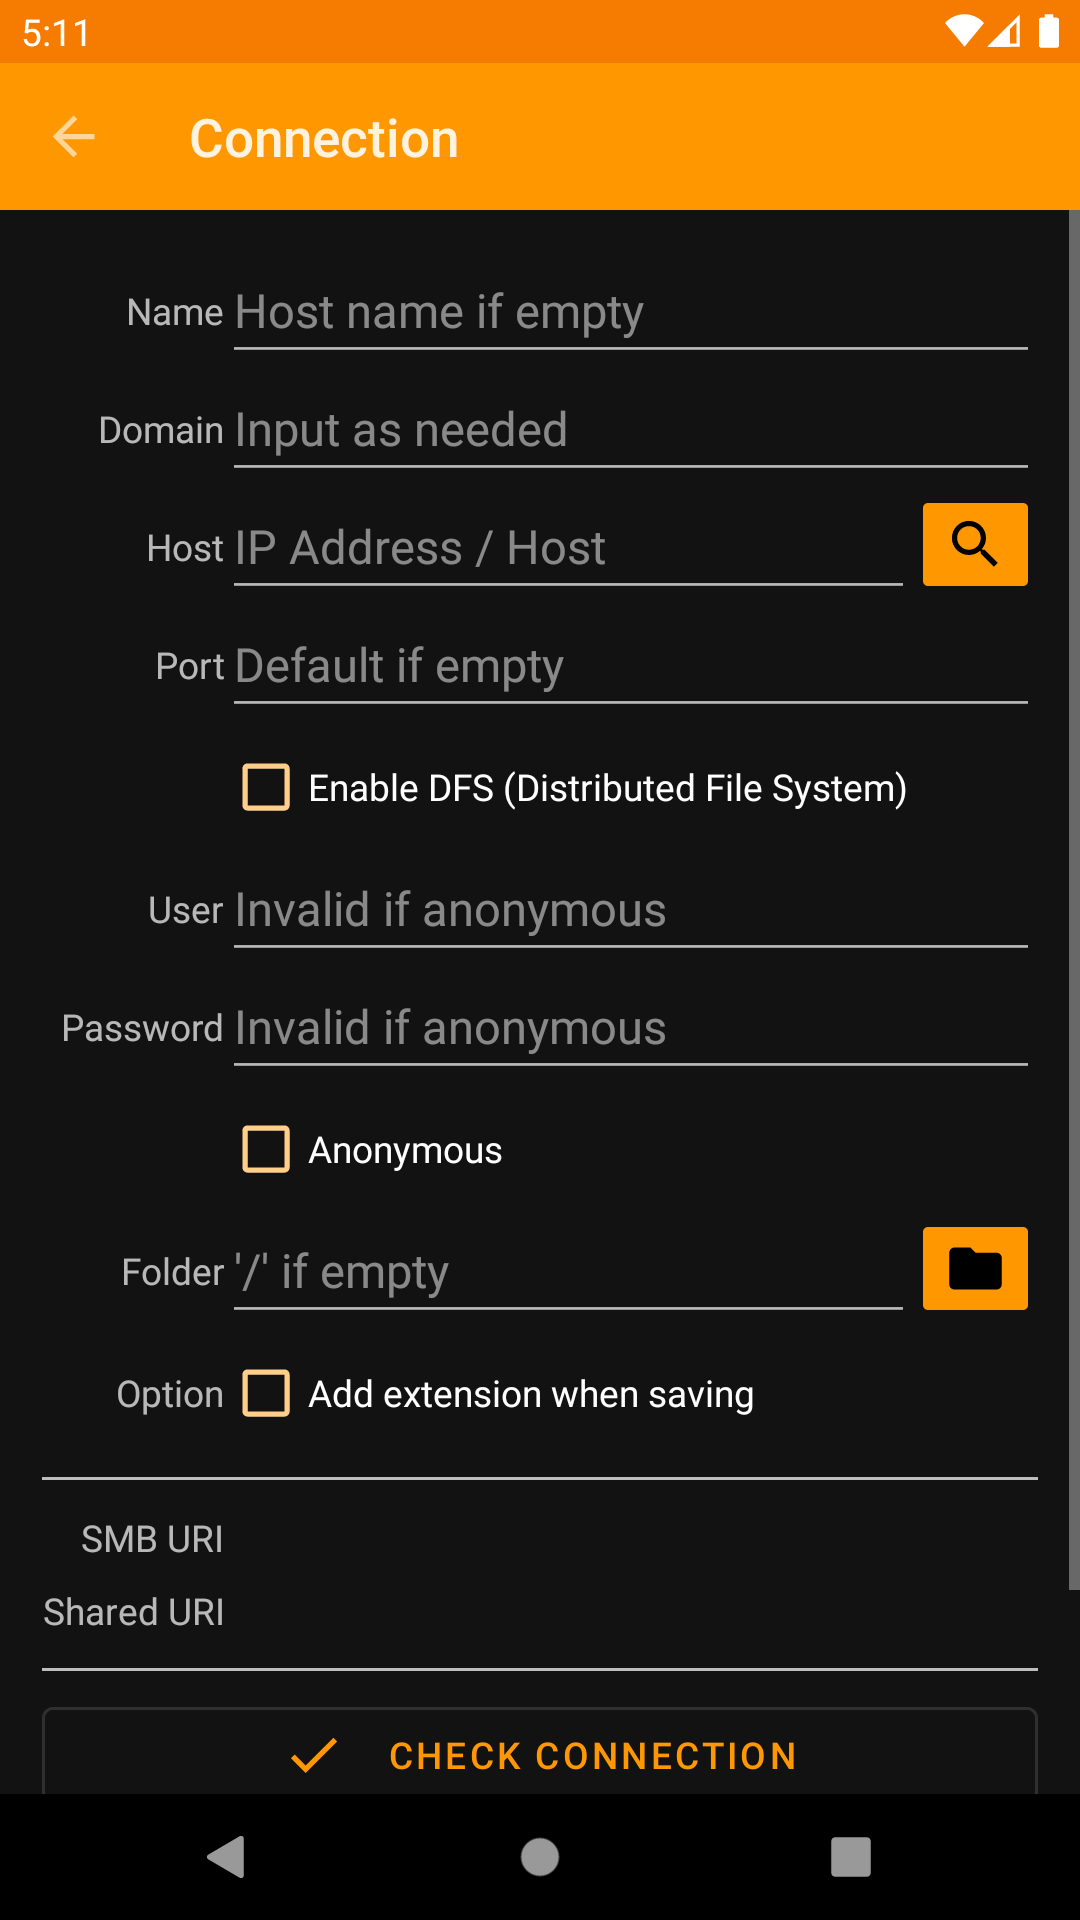 5:11
Connection
Name Host name if empty
Domain Input as needed
Host IP Address / Host
Port Default if empty
Enable DFS (Distributed File System)
User Invalid if anonymous
Password Invalid if anonymous
Anonymous
Folder '/' if empty
Option Add extension when saving
SMB URI
Shared URI
CHECK CONNECTION